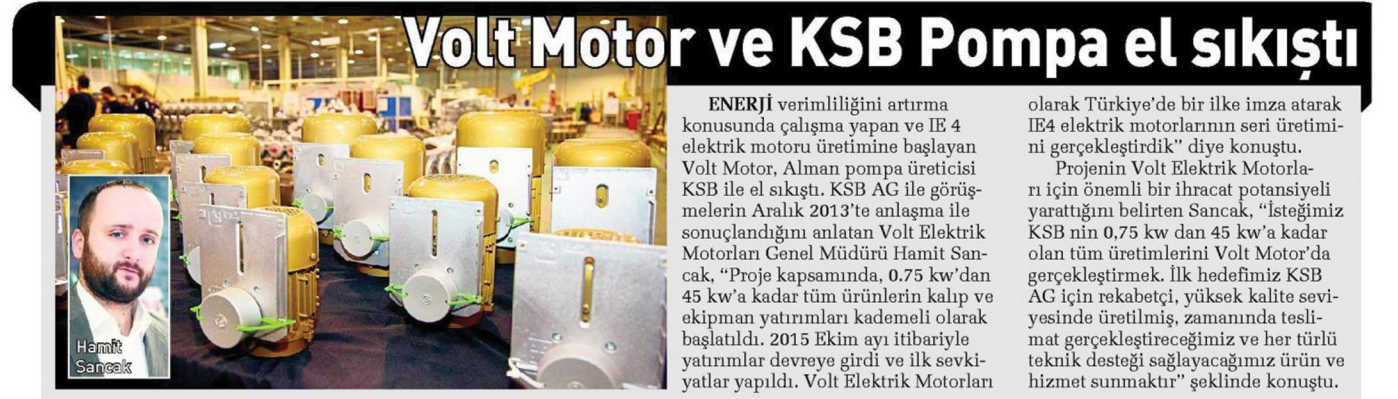 Volt Motor ve KSB Pompa el sıkıştı
Hamit
Sancak
ENERJİ verimliliğini artırma
konusunda çalışma yapan ve IE 4
elektrik motoru üretimine başlayan
Volt Motor, Alman pompa üreticisi
KSB ile el sıkıştı. KSB AG ile görüş-
melerin Aralık 2013'te anlaşma ile
sonuçlandığını anlatan Volt Elektrik
Motorları Genel Müdürü Hamit San-
cak, “Proje kapsanında, 0.75 kw'dan
45 kw'a kadar tüm ürünlerin kalıp ve
ekipman yatırımları kademeli olarak
başlatıldı. 2015 Ekim ayı itibariyle
yatırımlar devreye girdi ve ilk sevki-
yatlar yapıldı. Volt Elektrik Motorları
olarak Türkiye'de bir ilke imza atarak
IE4 elektrik motorlarının seri üretimi-
ni gerçekleştirdik” diye konuştu.
Projenin Volt Elektrik Motorla-
rı için önemli bir ihracat potansiyeli
yarattığını belirten Sancak, “İsteğimiz
KSB nin 0,75 kw dan 45 kw'a kadar
olan tüm üretimlerini Volt Motor'da
gerçekleştirmek. İlk hedefimiz KSB
AG için rekabetçi, yüksek kalite sevi-
yesinde üretilmiş, zamanında tesli-
mat gerçekleştireceğimiz ve her türlü
teknik desteği sağlayacağımız ürün ve
hizmet sunmaktır” şeklinde konuştu.